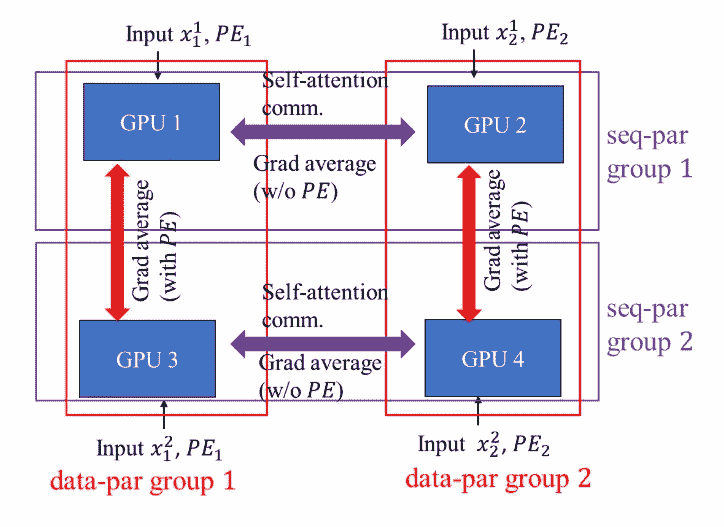 Input $x_1^1$, $PE_1$
Input $x_2^1$, $PE_2$
Self-attention
comm.
GPU 1
GPU 2
seq-par
group 1
Grad average
(w/o $PE$)
Grad average
(with $PE$)
Grad average
(with $PE$)
Self-attention
comm.
seq-par
group 2
GPU 3
GPU 4
Grad average
(w/o $PE$)
Input $x_1^2$, $PE_1$
Input $x_2^2$, $PE_2$
data-par group 1
data-par group 2